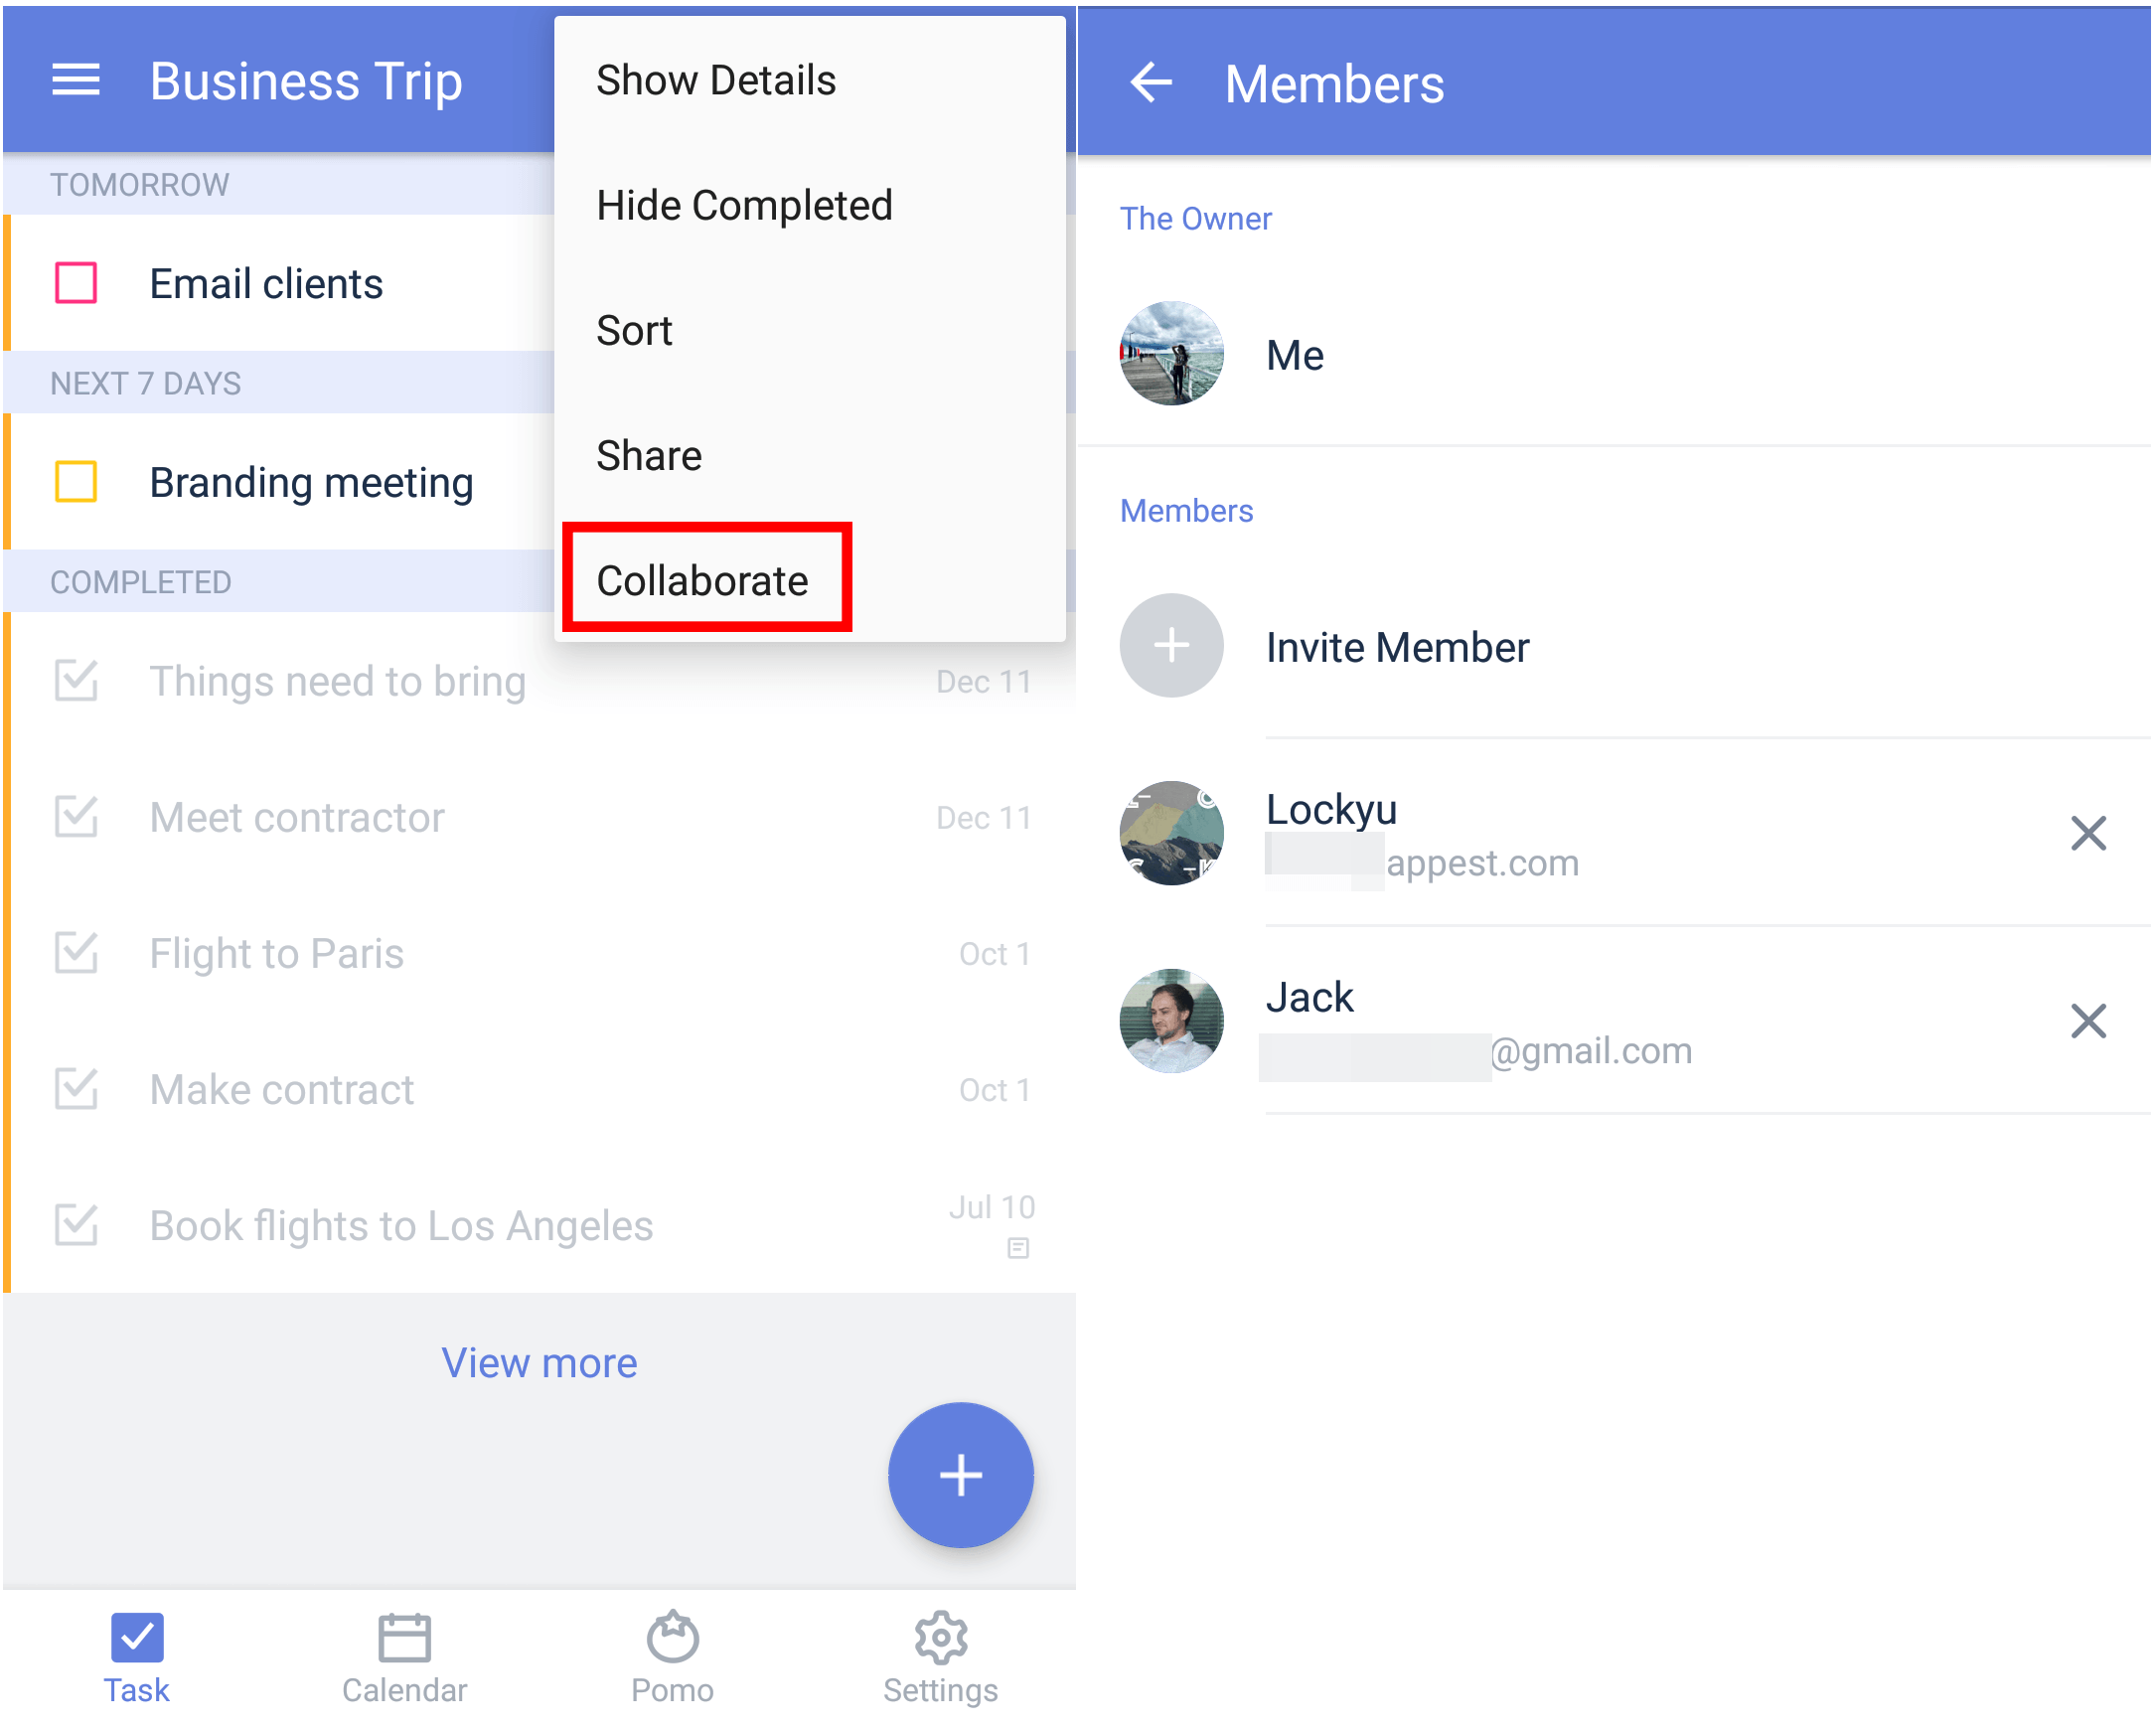 Business Trip
Show Details
Hide Completed
Sort
Share
Collaborate
TOMORROW
Email clients
NEXT 7 DAYS
Branding meeting
COMPLETED
Things need to bring Dec 11
Meet contractor Dec 11
Flight to Paris Oct 1
Make contract Oct 1
Book flights to Los Angeles Jul 10
View more
Task Calendar Pomo Settings
Members
The Owner
Me
Members
Invite Member
Lockyu
appest.com
Jack
@gmail.com